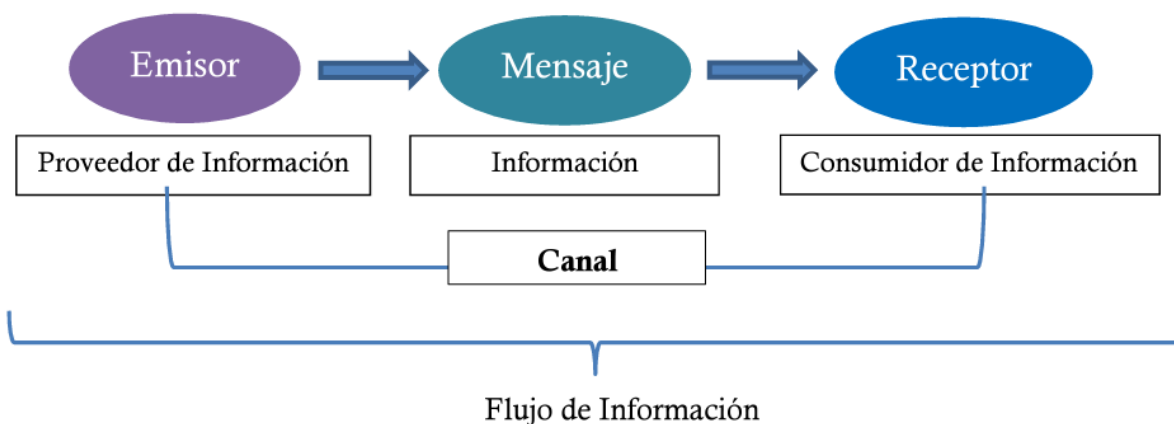 Emisor
Mensaje
Receptor
Proveedor de Información
Información
Consumidor de Información
Canal
Flujo de Información